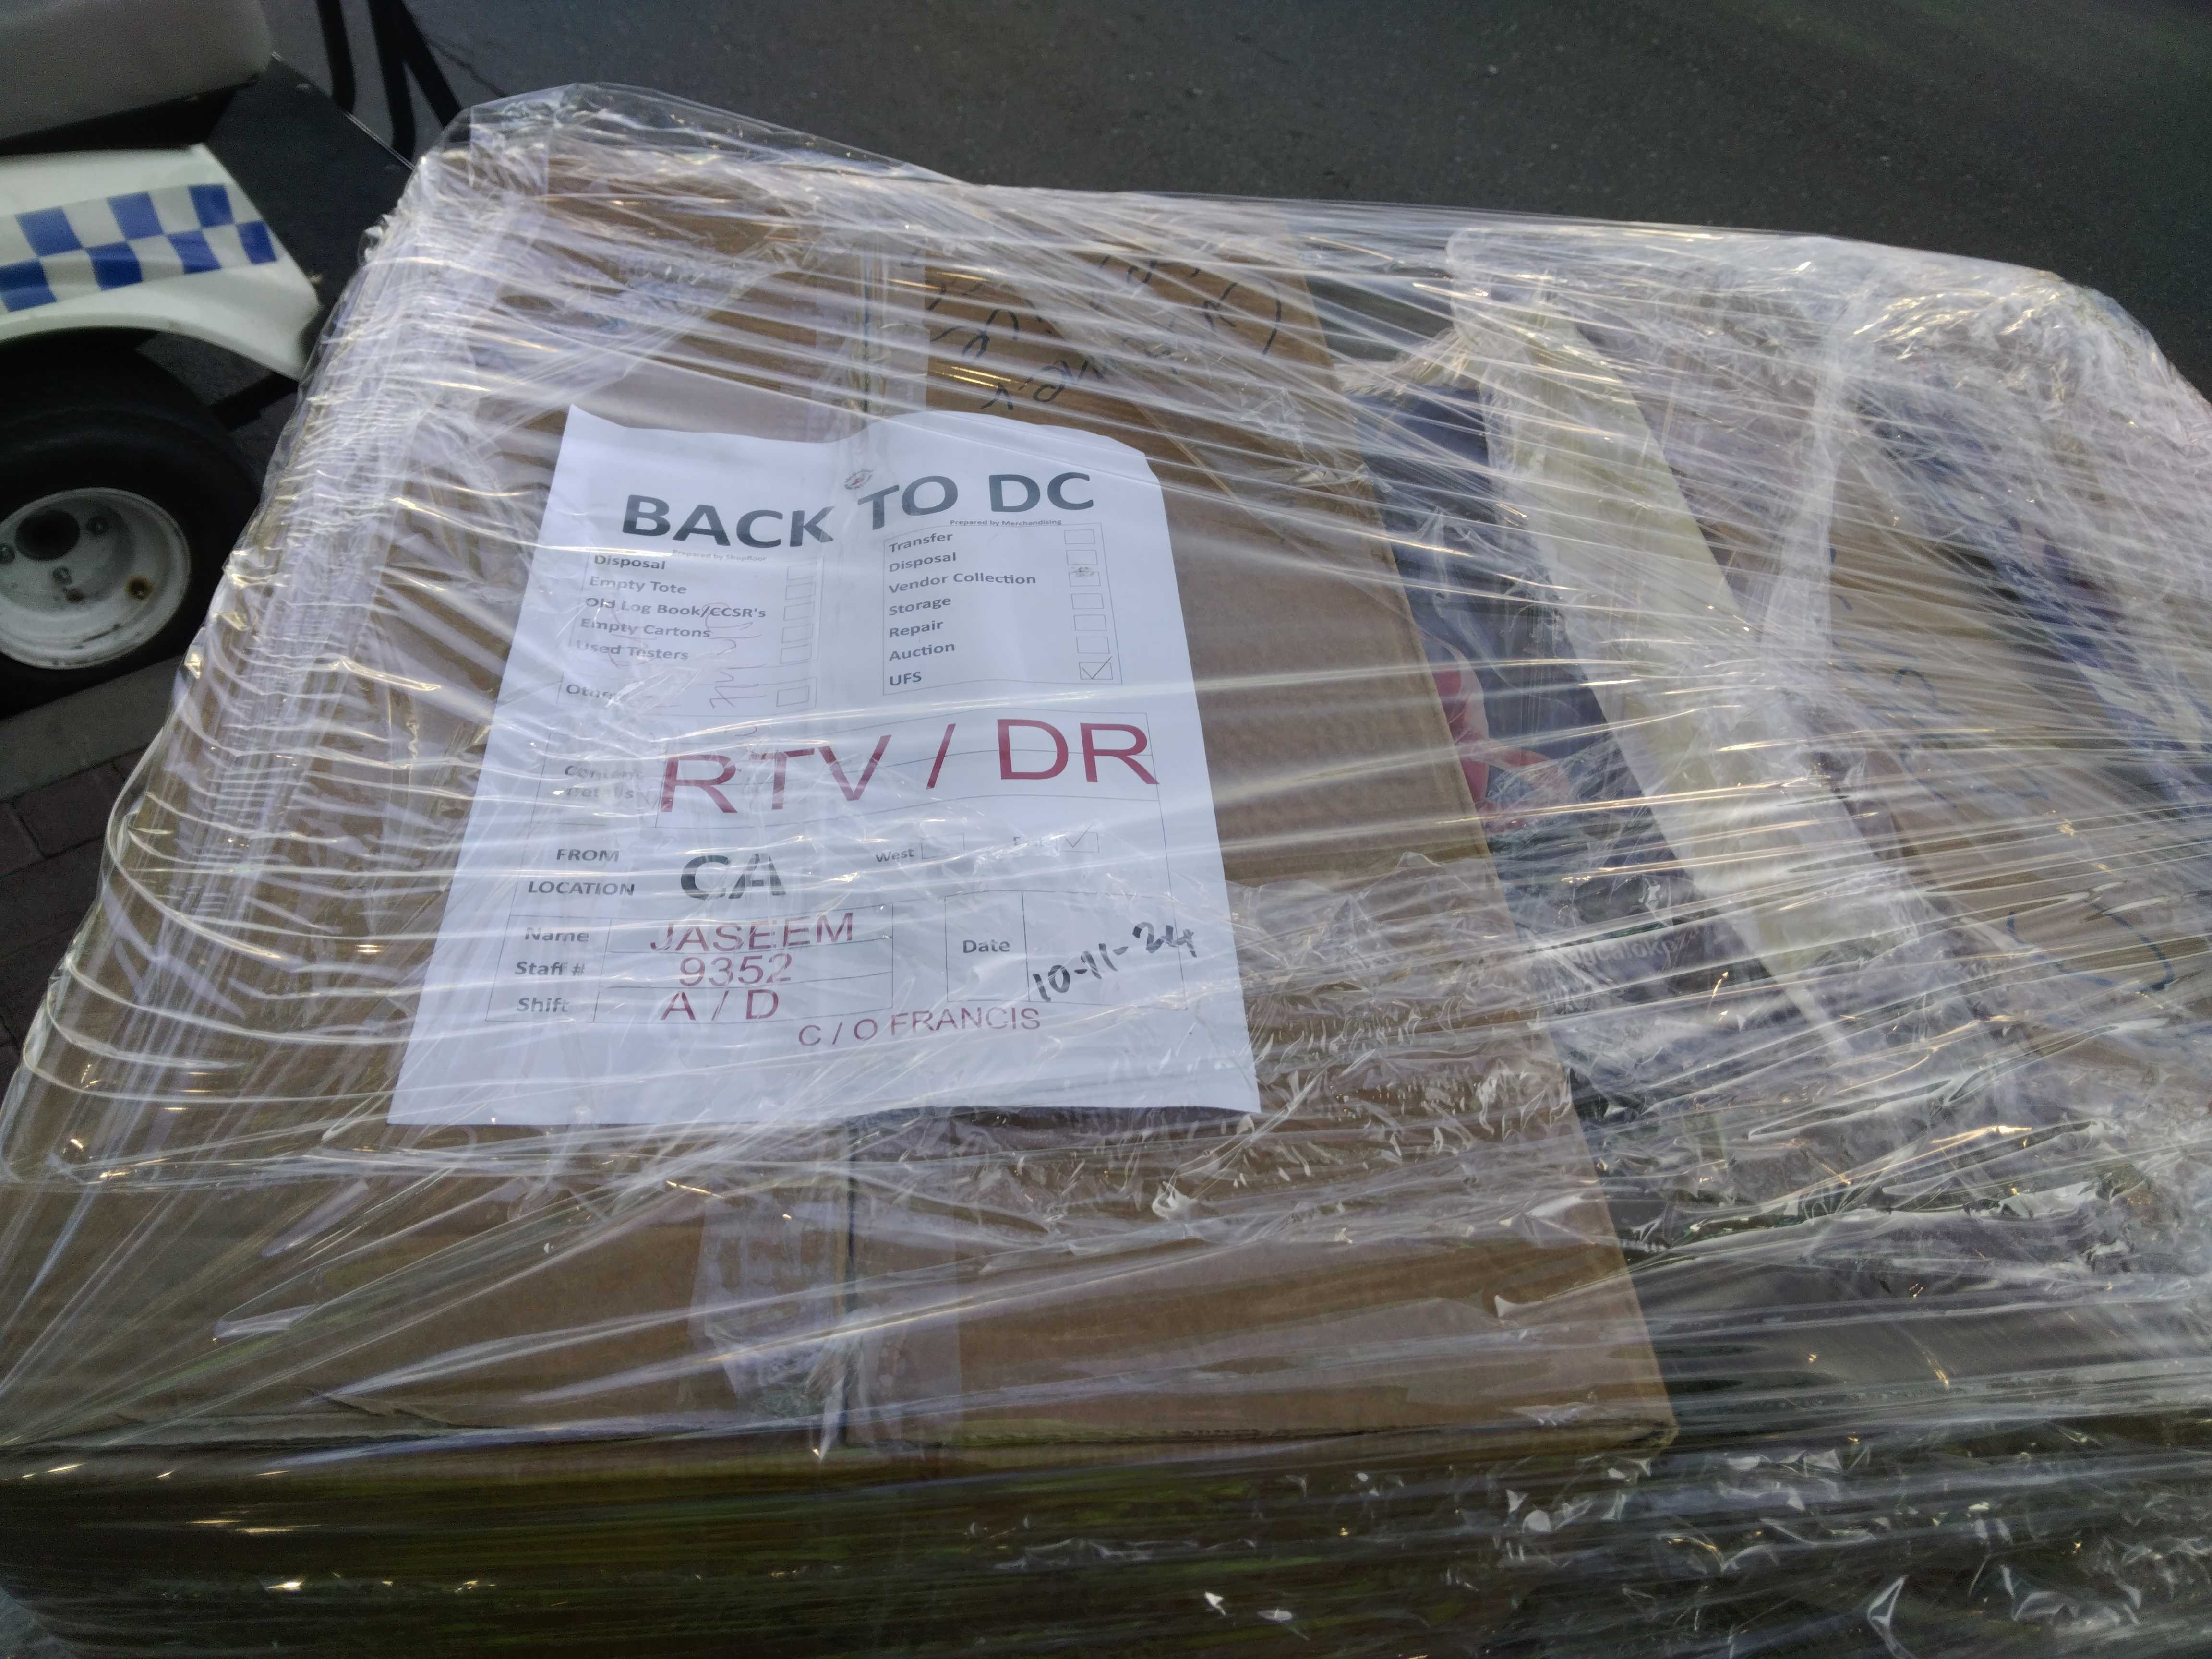 BACK TO DC
Prepared by Shopfloor
Disposal
Empty Tote
Old Log Book/CCSR's
Empty Cartons
Used Testers
Prepared by Merchandising
Transfer
Disposal
Vendor Collection
Storage
Repair
Auction
UFS
RTV / DR
FROM
LOCATION
CA
West
Name JASEEM
Staff # 9352
Shift A / D
Date 10-11-24
C / O FRANCIS